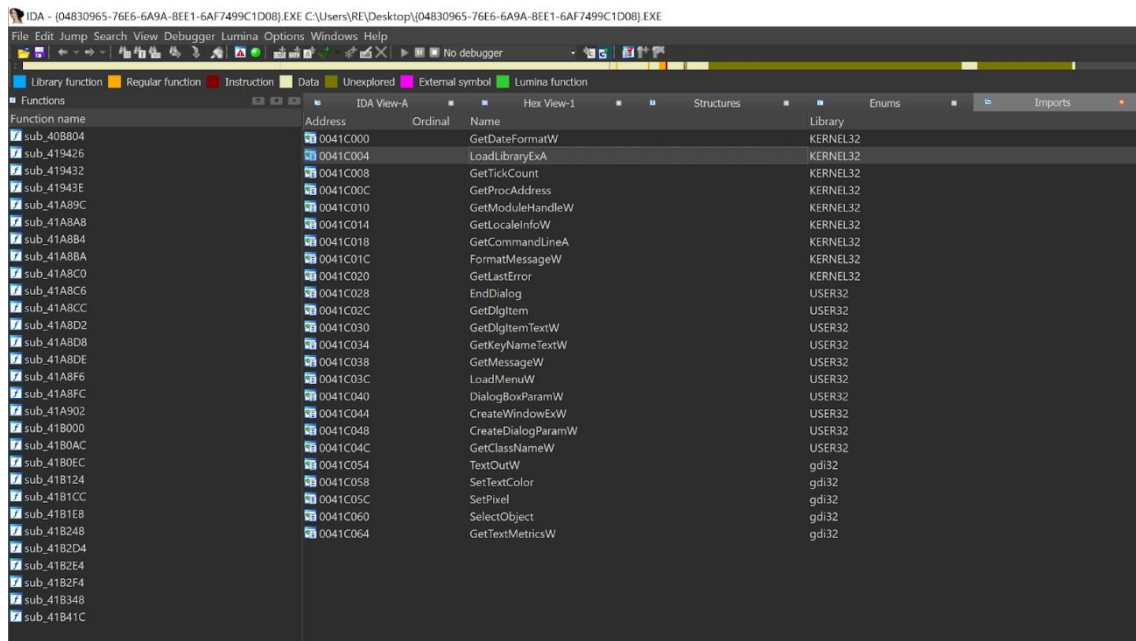 IDA - {04830965-76E6-6A9A-8EE1-6AF7499C1D08}.EXE C:\Users\RE\Desktop\{04830965-76E6-6A9A-8EE1-6AF7499C1D08}.EXE
File Edit Jump Search View Debugger Lumina Options Windows Help
No debugger
Library function Regular function Instruction Data Unexplored External symbol Lumina function
Functions IDA View-A Hex View-1 Structures Enums Imports
Function name Address Ordinal Name Library
sub_40B804 0041C000 GetDateFormatW KERNEL32
sub_419426 0041C004 LoadLibraryExA KERNEL32
sub_419432 0041C008 GetTickCount KERNEL32
sub_41943E 0041C00C GetProcAddress KERNEL32
sub_41A89C 0041C010 GetModuleHandleW KERNEL32
sub_41A8A8 0041C014 GetLocaleInfoW KERNEL32
sub_41A8B4 0041C018 GetCommandLineA KERNEL32
sub_41A8BA 0041C01C FormatMessageW KERNEL32
sub_41A8C0 0041C020 GetLastError KERNEL32
sub_41A8C6 0041C028 EndDialog USER32
sub_41A8CC 0041C02C GetDlgItem USER32
sub_41A8D2 0041C030 GetDlgItemTextW USER32
sub_41A8D8 0041C034 GetKeyNameTextW USER32
sub_41A8DE 0041C038 GetMessageW USER32
sub_41A8F6 0041C03C LoadMenuW USER32
sub_41A8FC 0041C040 DialogBoxParamW USER32
sub_41A902 0041C044 CreateWindowExW USER32
sub_41B000 0041C048 CreateDialogParamW USER32
sub_41B0AC 0041C04C GetClassNameW USER32
sub_41B0EC 0041C054 TextOutW gdi32
sub_41B124 0041C058 SetTextColor gdi32
sub_41B1CC 0041C05C SetPixel gdi32
sub_41B1E8 0041C060 SelectObject gdi32
sub_41B248 0041C064 GetTextMetricsW gdi32
sub_41B2D4
sub_41B2E4
sub_41B2F4
sub_41B348
sub_41B41C